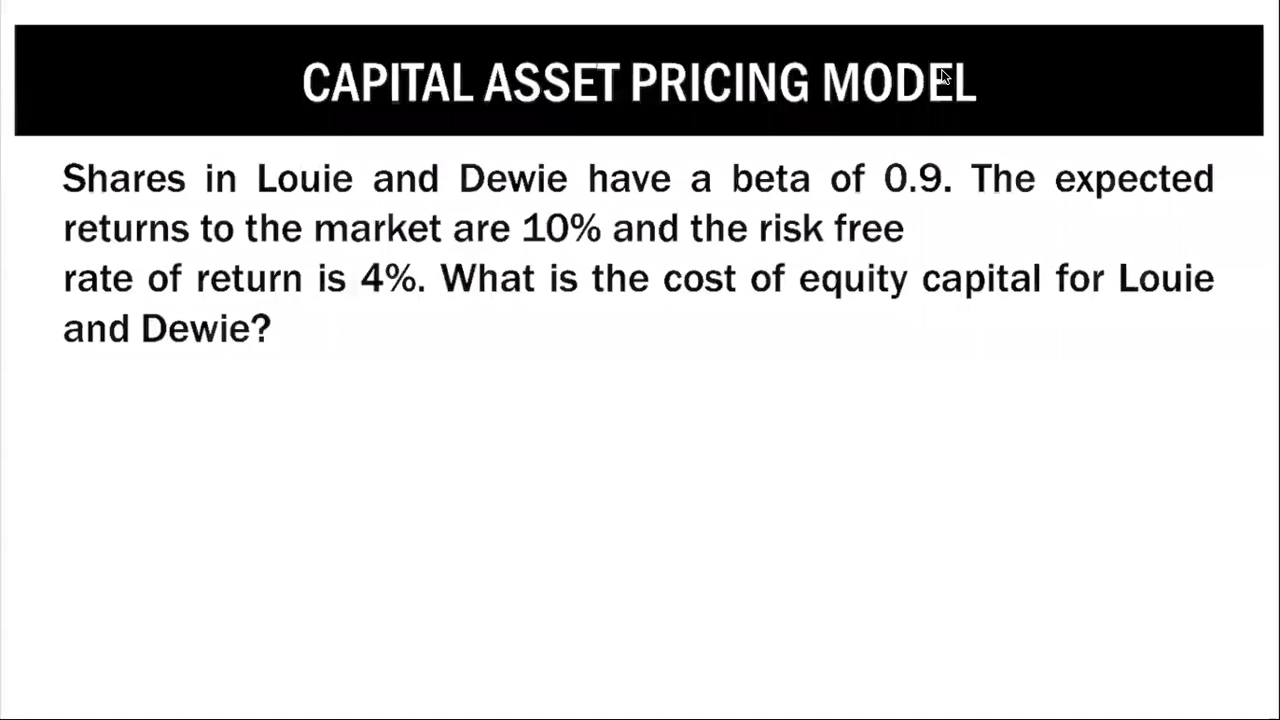 CAPITAL ASSET PRICING MODEL
Shares in Louie and Dewie have a beta of 0.9. The expected
returns to the market are 10% and the risk free
rate of return is 4%. What is the cost of equity capital for Louie
and Dewie?